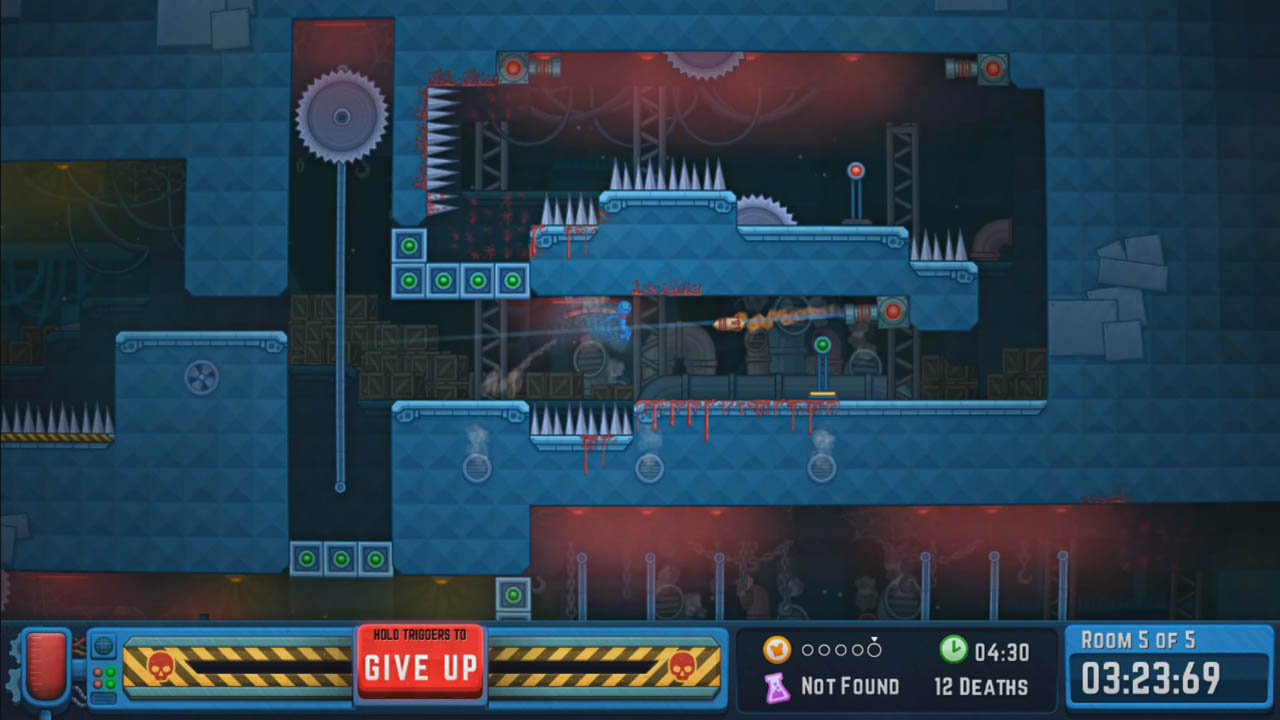 HOLD TRIGGERS TO
GIVE UP
NOT FOUND
04:30
12 DEATHS
ROOM 5 OF 5
03:23:69